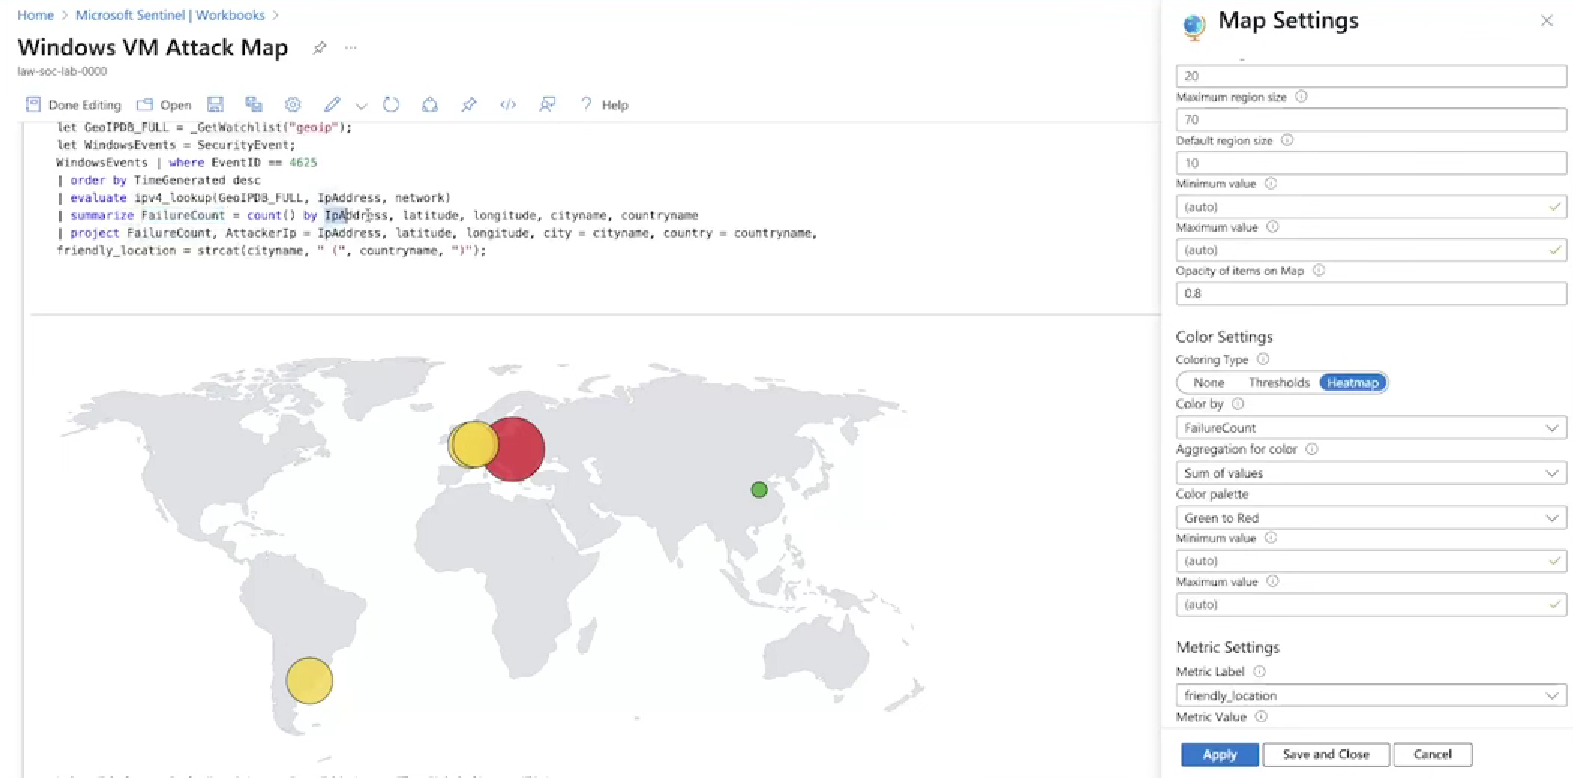 Home > Microsoft Sentinel | Workbooks >
Windows VM Attack Map ...
law-soc-lab-0000
Done Editing Open Help
let GeoIPDB_FULL = _GetWatchlist("geoip");
let WindowsEvents = SecurityEvent;
WindowsEvents | where EventID == 4625
| order by TimeGenerated desc
| evaluate ipv4_lookup(GeoIPDB_FULL, IpAddress, network)
| summarize FailureCount = count() by IpAddress, latitude, longitude, cityname, countryname
| project FailureCount, AttackerIp = IpAddress, latitude, longitude, city = cityname, country = countryname,
friendly_location = strcat(cityname, " (", countryname, ")");
Map Settings
20
Maximum region size
70
Default region size
10
Minimum value
(auto)
Maximum value
(auto)
Opacity of items on Map
0.8
Color Settings
Coloring Type
None Thresholds Heatmap
Color by
FailureCount
Aggregation for color
Sum of values
Color palette
Green to Red
Minimum value
(auto)
Maximum value
(auto)
Metric Settings
Metric Label
friendly_location
Metric Value
Apply Save and Close Cancel